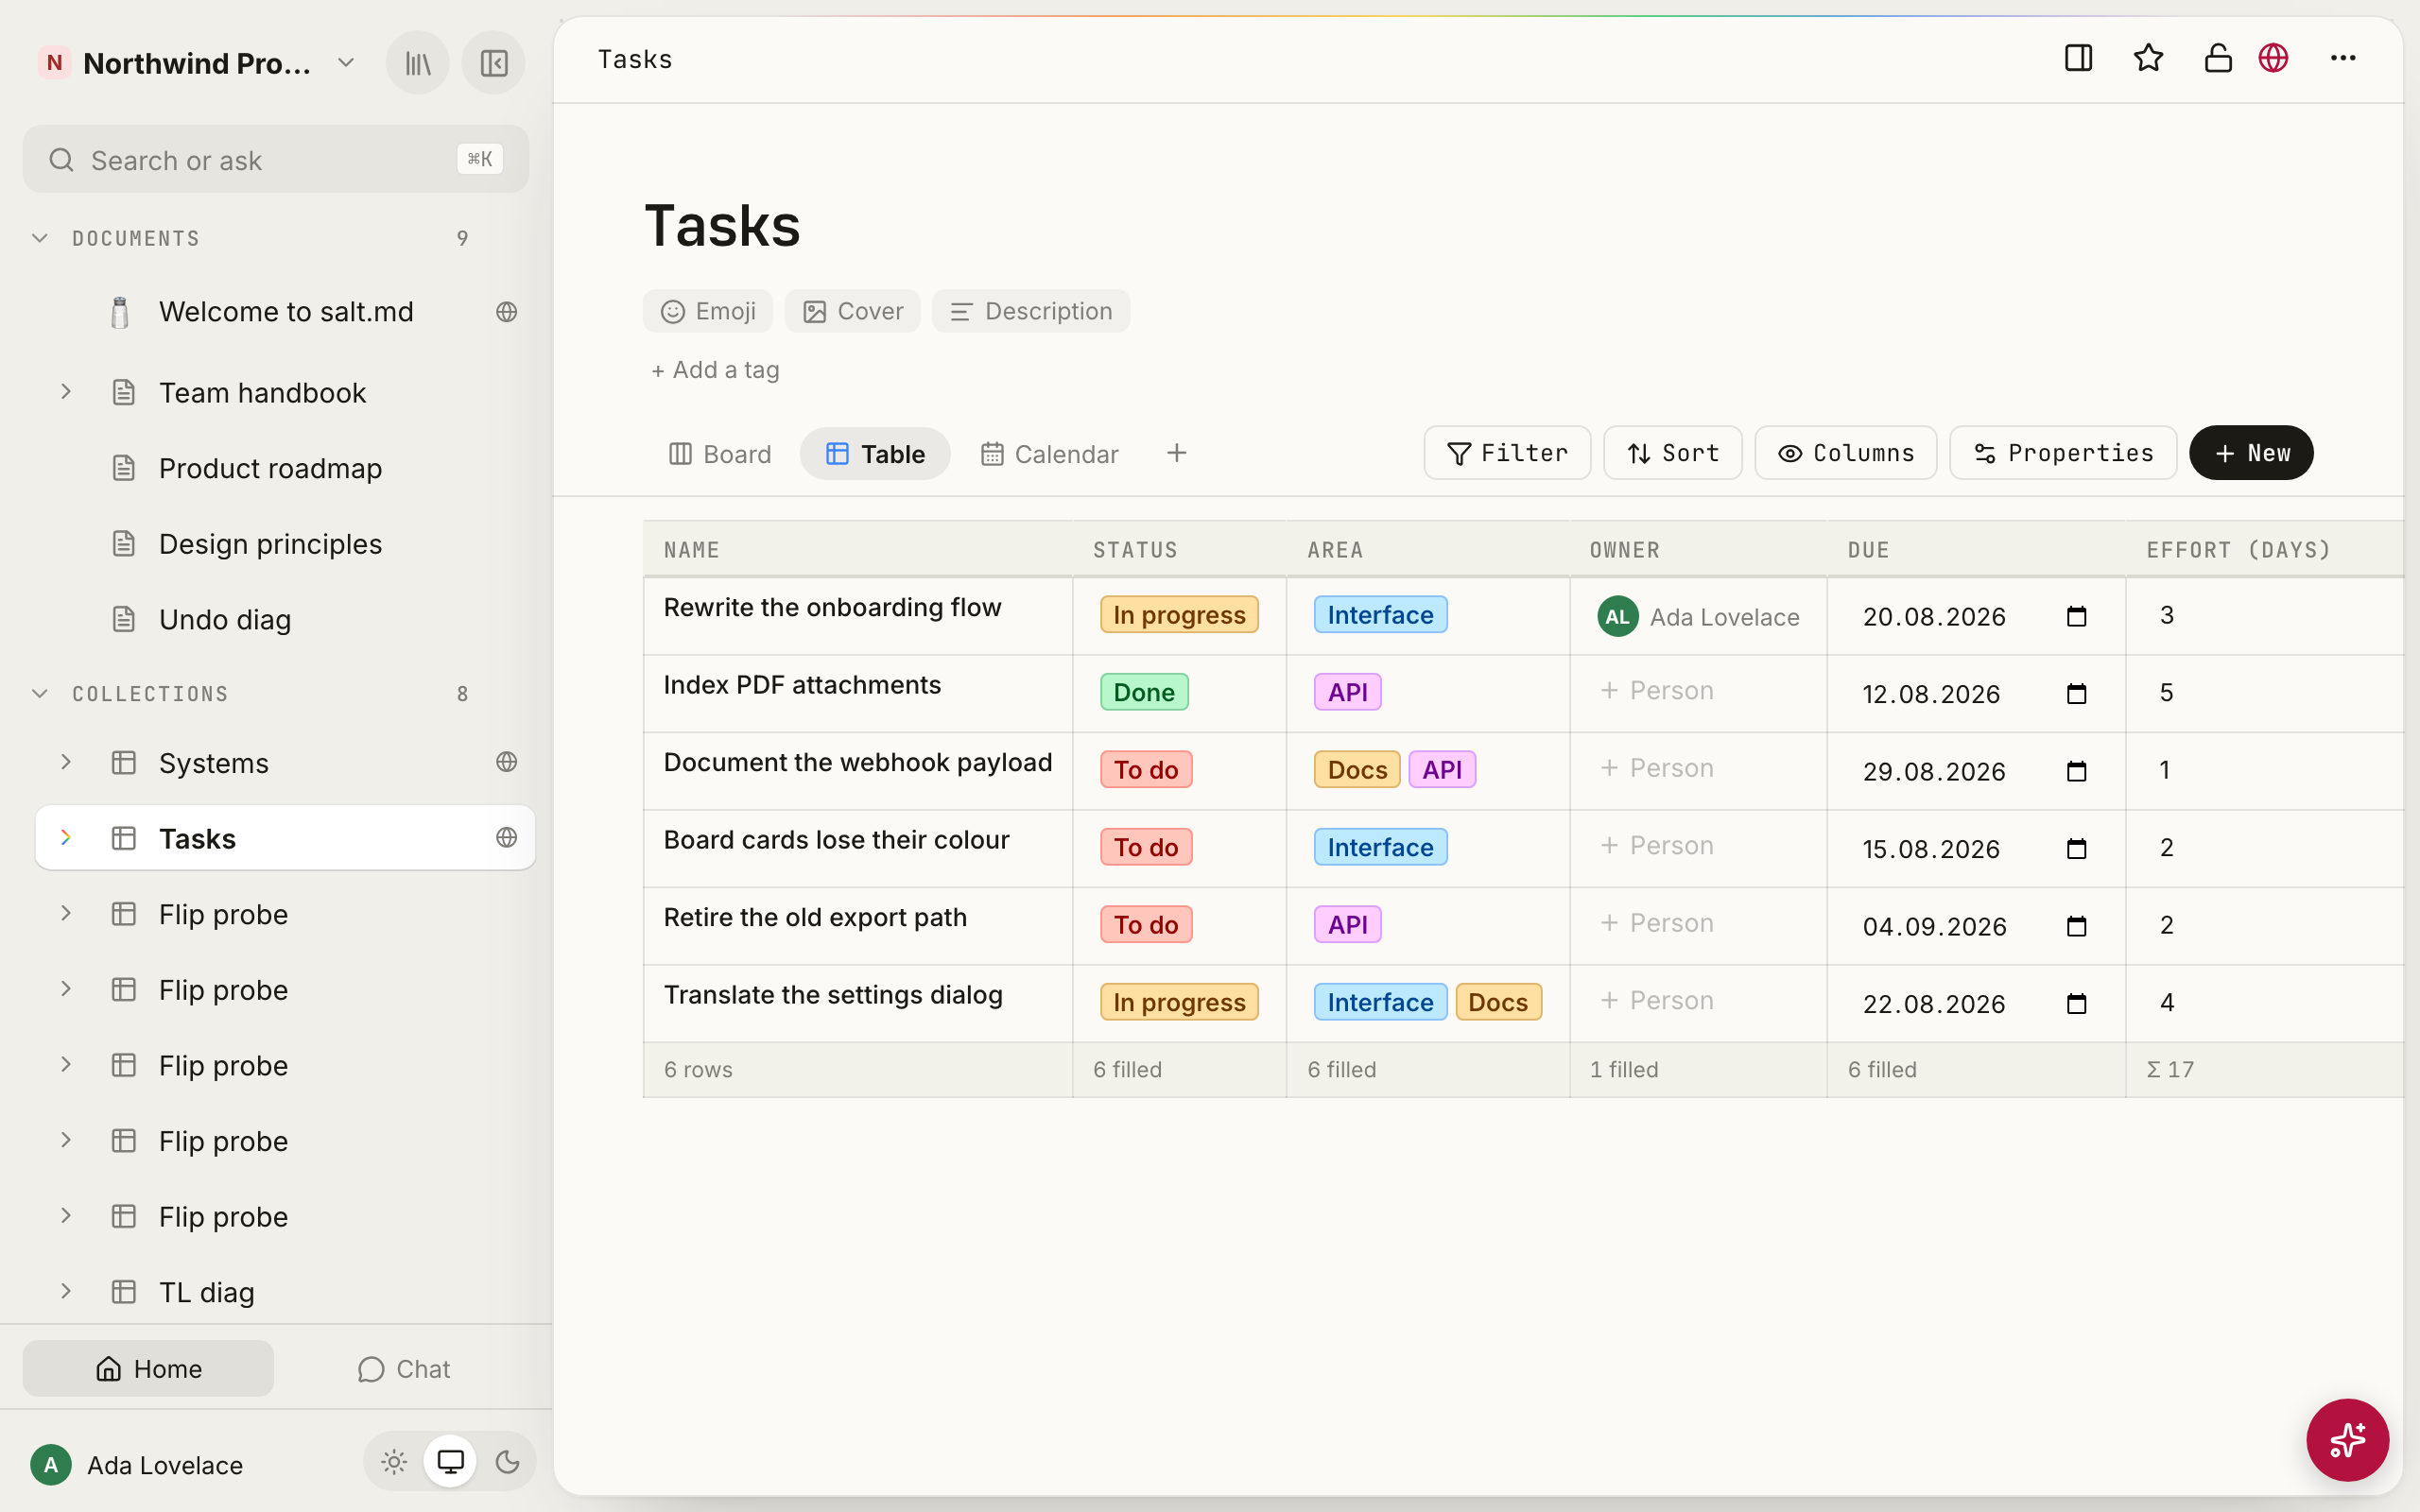 N Northwind Pro...
Search or ask ⌘K
DOCUMENTS 9
Welcome to salt.md
Team handbook
Product roadmap
Design principles
Undo diag
COLLECTIONS 8
Systems
Tasks
Flip probe
Flip probe
Flip probe
Flip probe
Flip probe
TL diag
Home Chat
A Ada Lovelace
Tasks
Tasks
Emoji Cover Description
+ Add a tag
Board Table Calendar + Filter Sort Columns Properties + New
NAME STATUS AREA OWNER DUE EFFORT (DAYS)
Rewrite the onboarding flow In progress Interface AL Ada Lovelace 20.08.2026 3
Index PDF attachments Done API + Person 12.08.2026 5
Document the webhook payload To do Docs API + Person 29.08.2026 1
Board cards lose their colour To do Interface + Person 15.08.2026 2
Retire the old export path To do API + Person 04.09.2026 2
Translate the settings dialog In progress Interface Docs + Person 22.08.2026 4
6 rows 6 filled 6 filled 1 filled 6 filled Σ 17